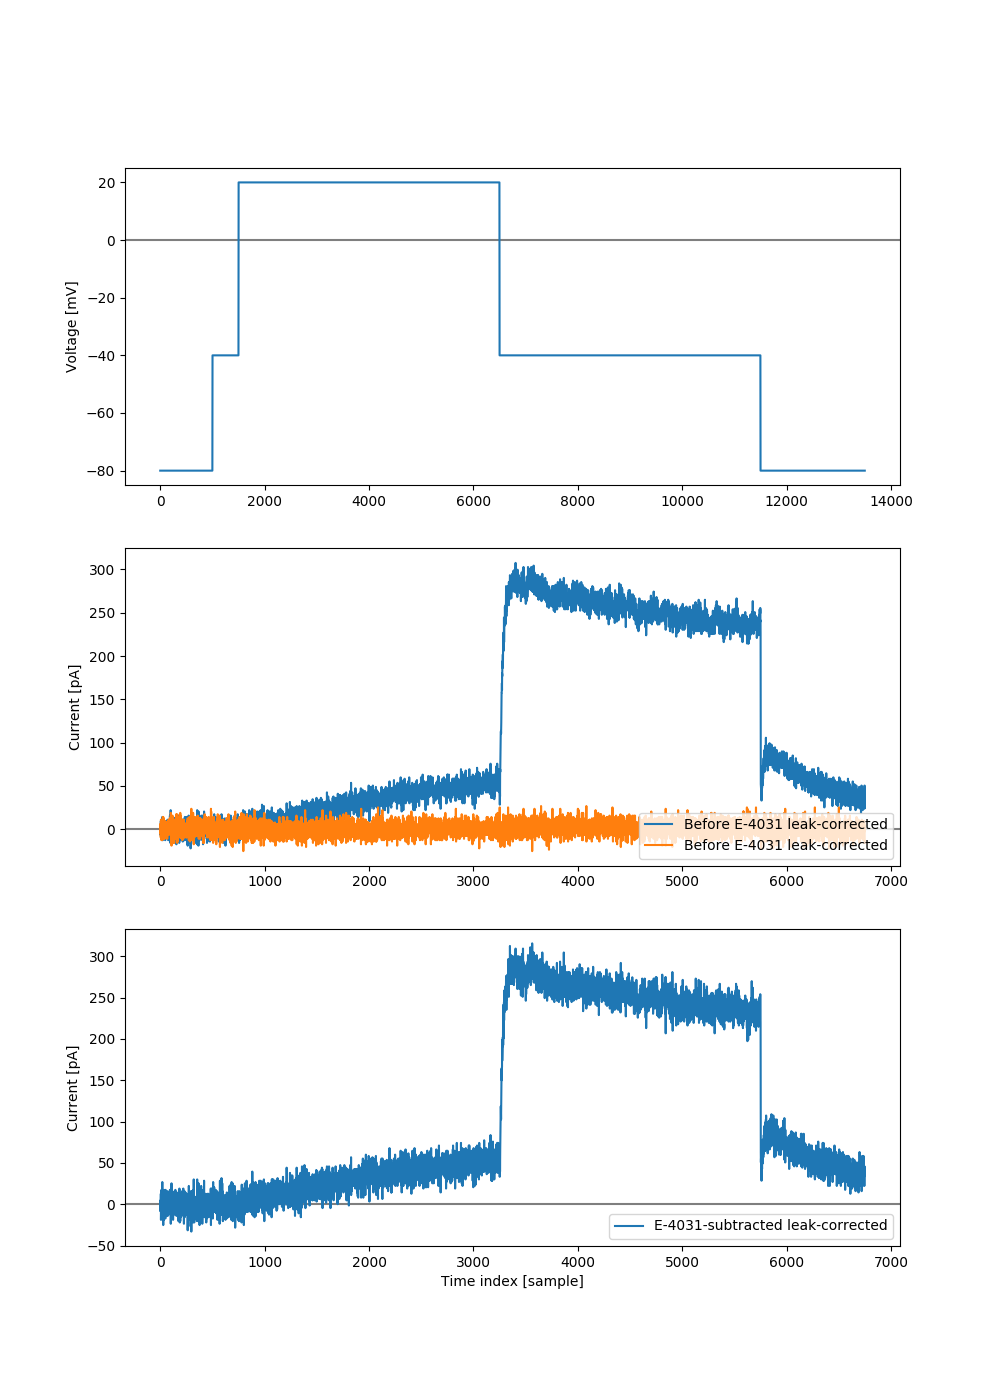 20
0
−20
−40
−60
−80
Voltage [mV]
0 2000 4000 6000 8000 10000 12000 14000
300
250
200
150
100
50
0
Current [pA]
Before E-4031 leak-corrected
Before E-4031 leak-corrected
0 1000 2000 3000 4000 5000 6000 7000
300
250
200
150
100
50
0
−50
Current [pA]
E-4031-subtracted leak-corrected
0 1000 2000 3000 4000 5000 6000 7000
Time index [sample]